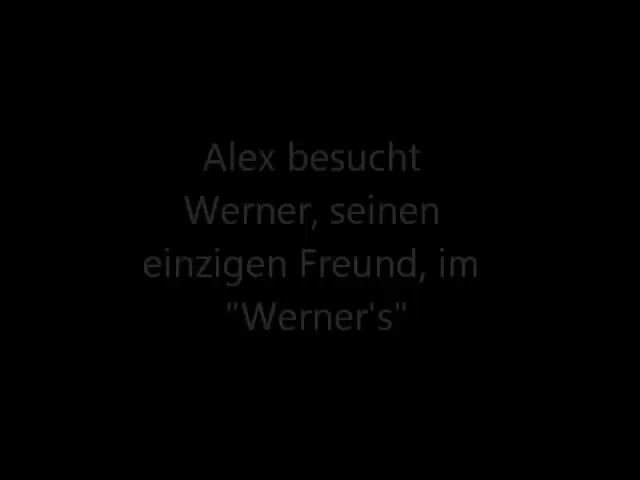 Alex besucht
Werner, seinen
einzigen Freund, im
"Werner's"